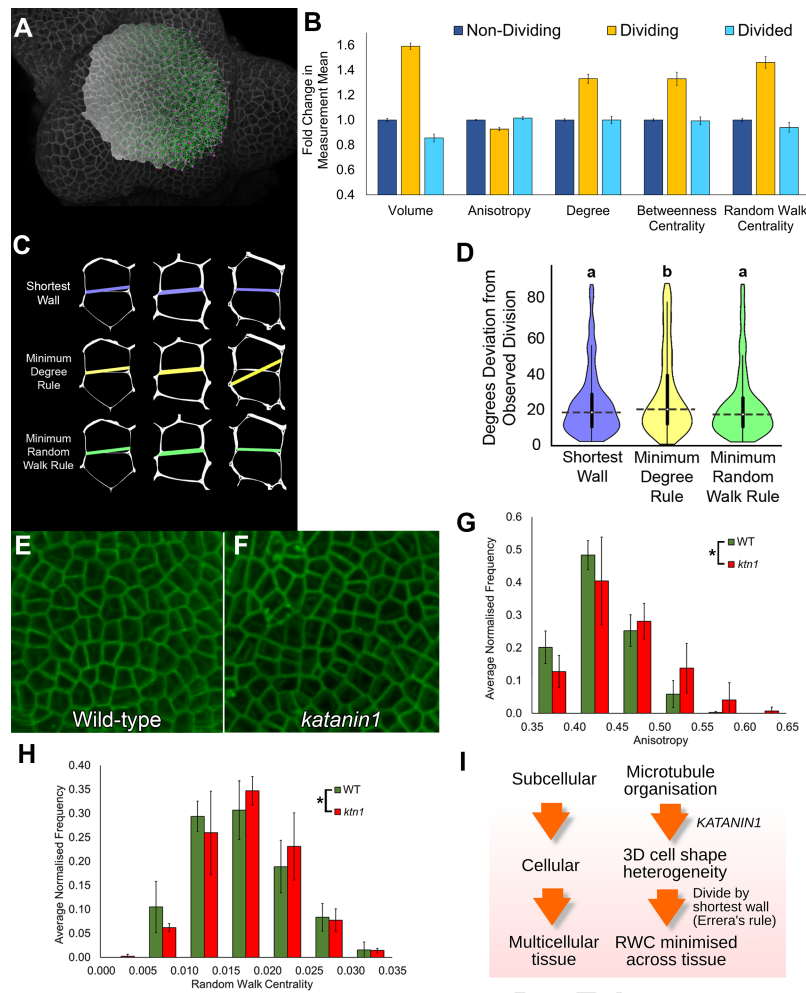 A
B
Non-Dividing
Dividing
Divided
Fold Change in
Measurement Mean
1.6
1.4
1.2
1.0
0.8
0.6
0.4
Volume
Anisotropy
Degree
Betweenness
Centrality
Random Walk
Centrality
C
Shortest
Wall
Minimum
Degree
Rule
Minimum
Random
Walk Rule
D
Degrees Deviation from
Observed Division
80
60
40
20
0
a
b
a
Shortest
Wall
Minimum
Degree
Rule
Minimum
Random
Walk Rule
E
Wild-type
F
katanin1
G
Average Normalised Frequency
0.6
0.5
0.4
0.3
0.2
0.1
0.0
WT
*
ktn1
0.35
0.40
0.45
0.50
0.55
0.60
0.65
Anisotropy
H
Average Normalised Frequency
0.40
0.35
0.30
0.25
0.20
0.15
0.10
0.05
0.00
WT
*
ktn1
0.000
0.005
0.010
0.015
0.020
0.025
0.030
0.035
Random Walk Centrality
I
Subcellular
Microtubule
organisation
KATANIN1
Cellular
3D cell shape
heterogeneity
Divide by
shortest wall
(Errera's rule)
Multicellular
tissue
RWC minimised
across tissue